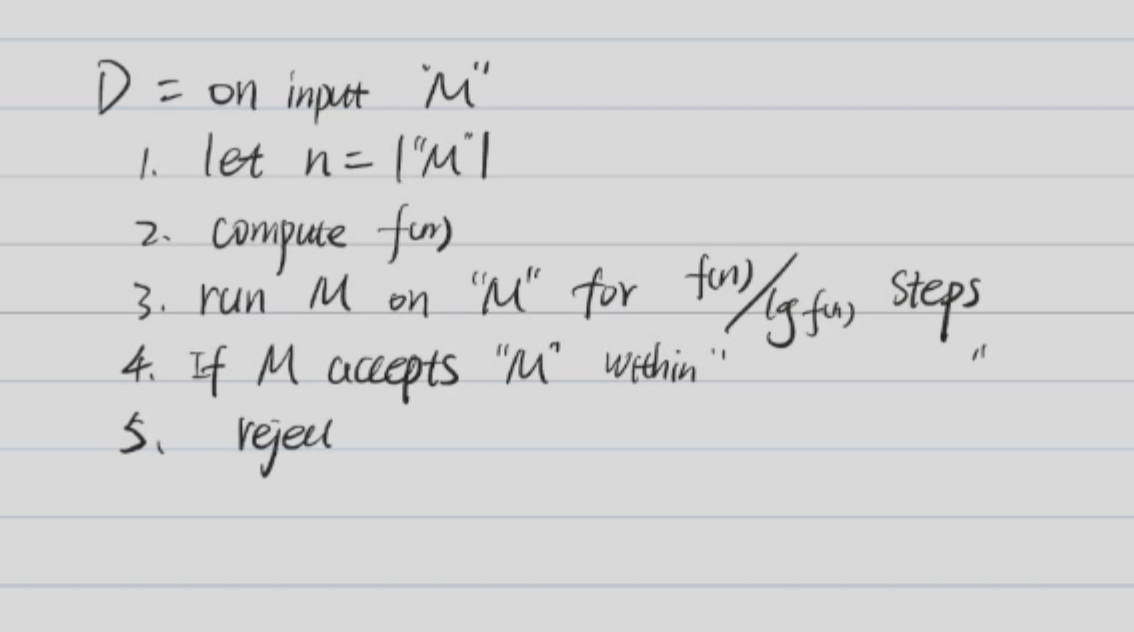 D = on input "M"
1. let n = |"M"|
2. compute f(n)
3. run M on "M" for f(n)/lg f(n) steps
4. If M accepts "M" within " "
5. reject